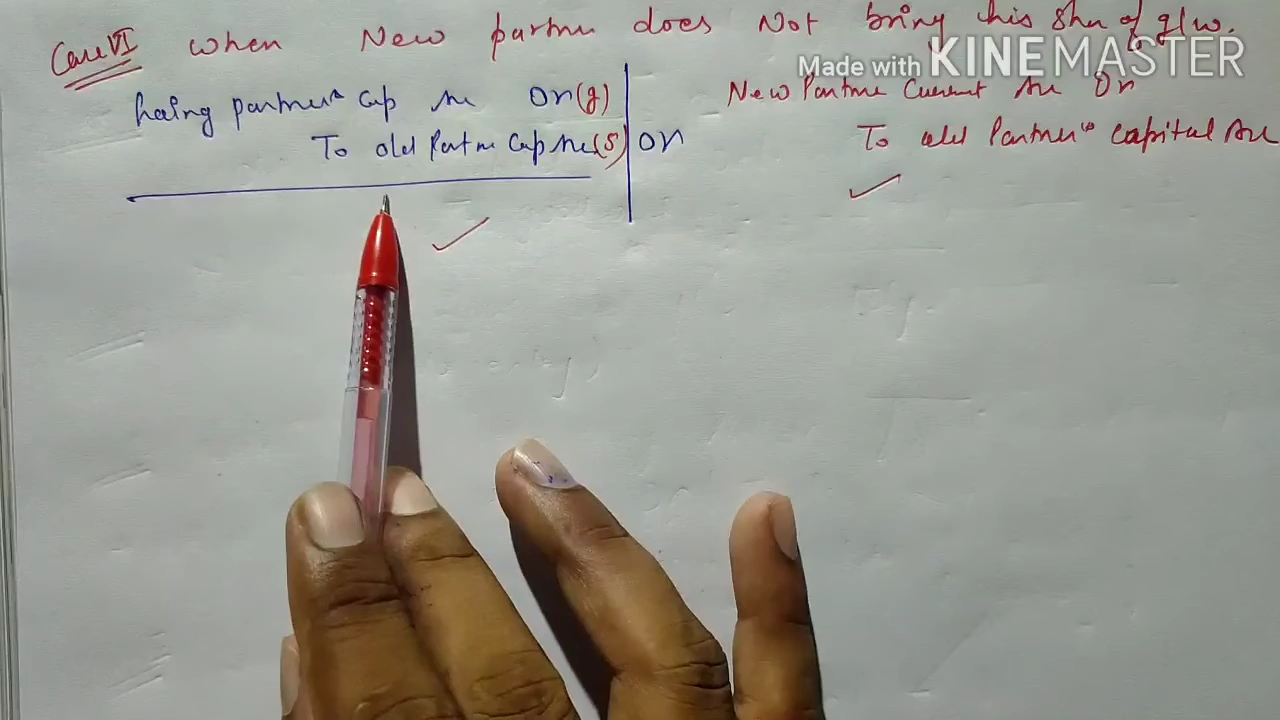 Case VI When New partner does Not bring his share of g/w.
Made with KINEMASTER
Gaining partner's Cap A/c Dr (g)
To old Partner Cap A/c (S)
or
New Partner Current A/c Dr
To old Partner's capital A/c